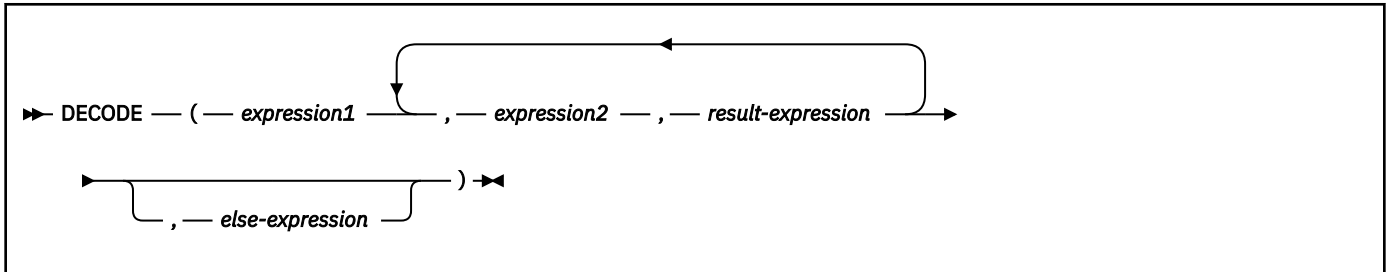 DECODE ( expression1 , expression2 , result-expression
, else-expression )